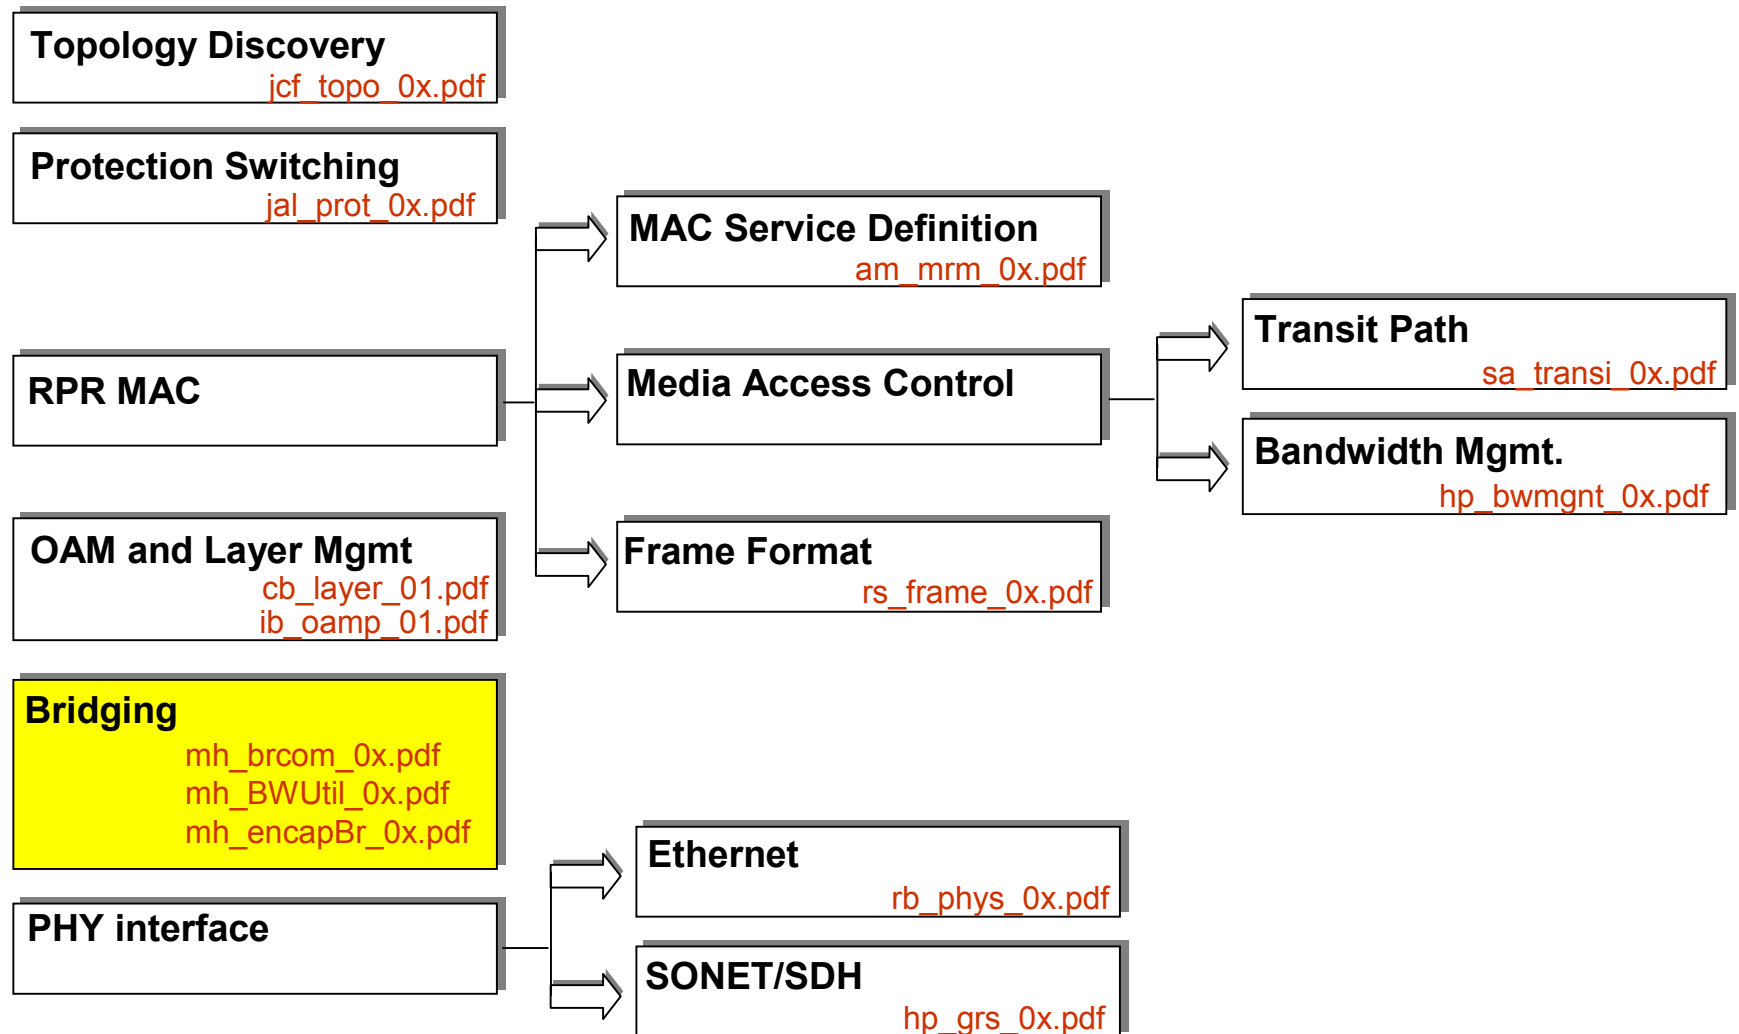 Topology Discovery
jcf_topo_0x.pdf
Protection Switching
jal_prot_0x.pdf
RPR MAC
OAM and Layer Mgmt
cb_layer_01.pdf
ib_oamp_01.pdf
Bridging
mh_brcom_0x.pdf
mh_BWUtil_0x.pdf
mh_encapBr_0x.pdf
PHY interface
MAC Service Definition
am_mrm_0x.pdf
Media Access Control
Frame Format
rs_frame_0x.pdf
Transit Path
sa_transi_0x.pdf
Bandwidth Mgmt.
hp_bwmgnt_0x.pdf
Ethernet
rb_phys_0x.pdf
SONET/SDH
hp_grs_0x.pdf